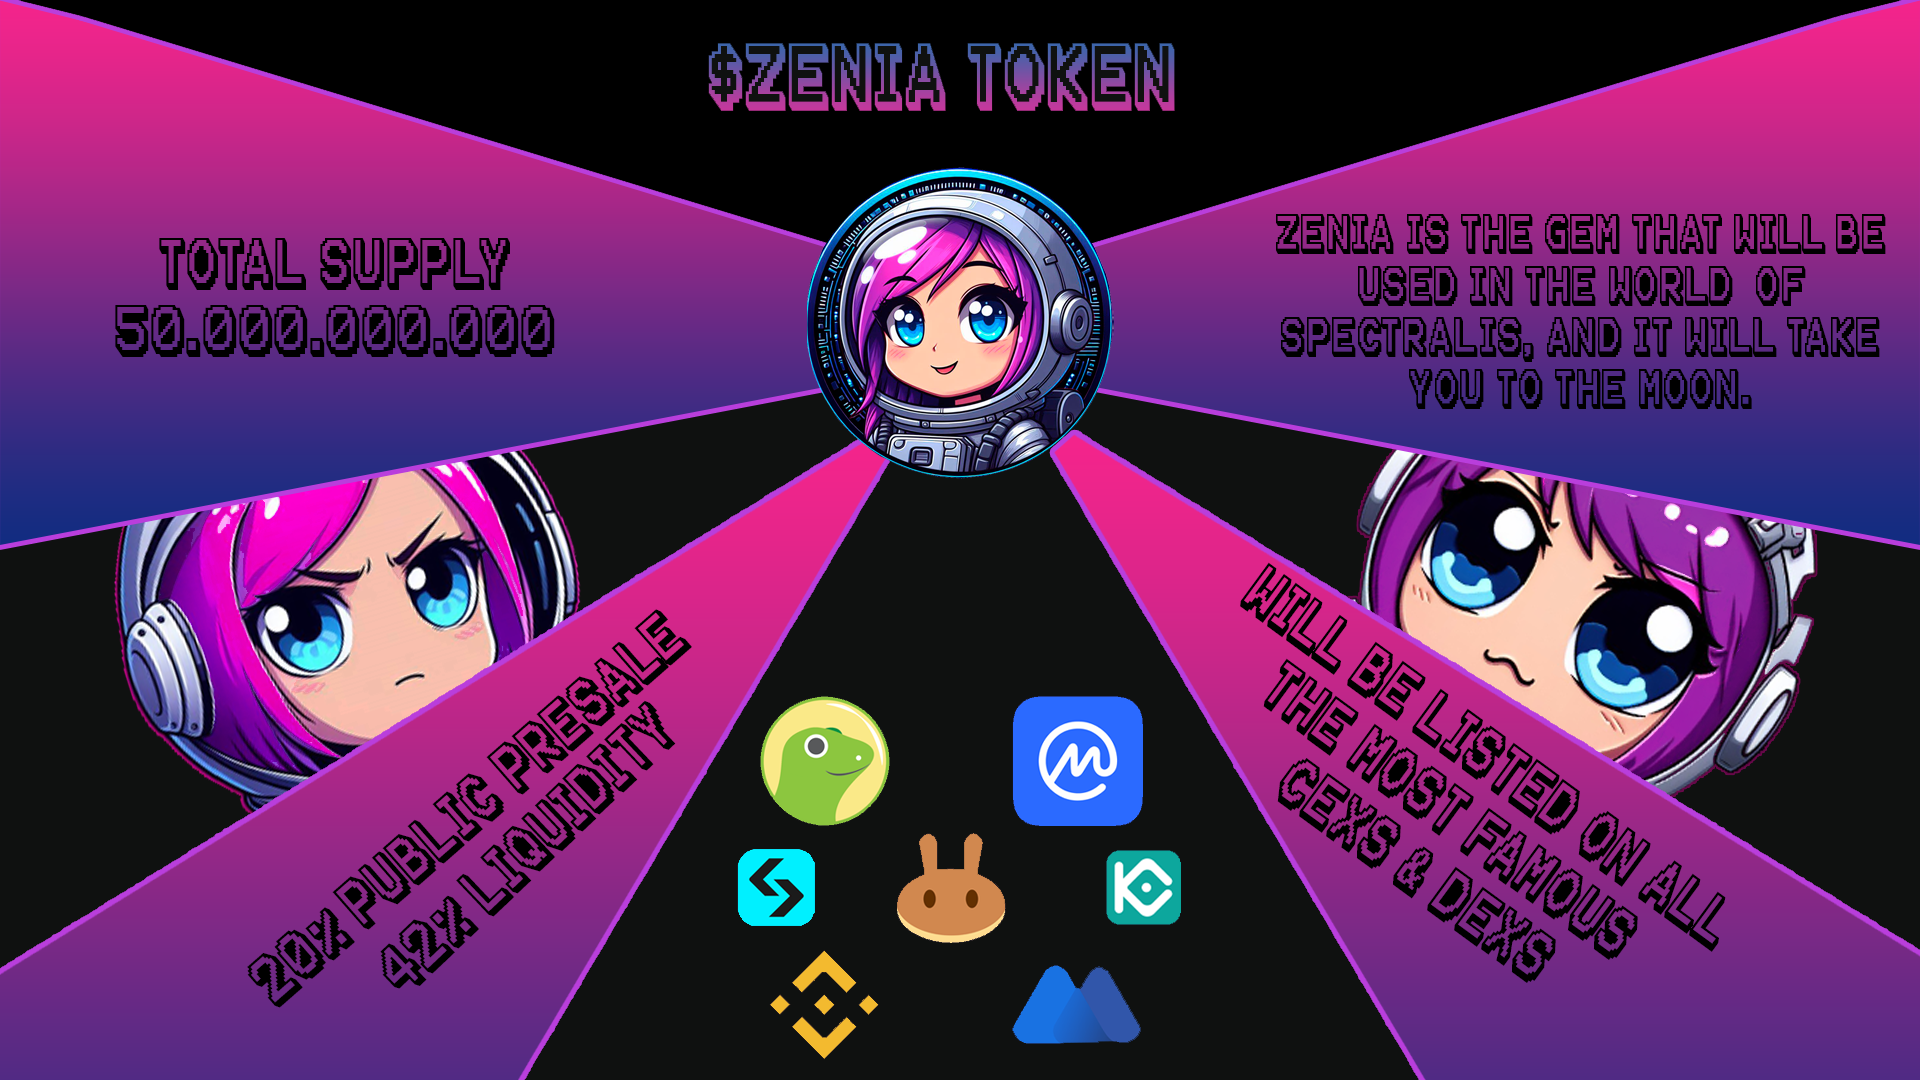 $ZENIA TOKEN
TOTAL SUPPLY
50.000.000.000
ZENIA IS THE GEM THAT WILL BE
USED IN THE WORLD OF
SPECTRALIS, AND IT WILL TAKE
YOU TO THE MOON.
20% PUBLIC PRESALE
42% LIQUIDITY
WILL BE LISTED ON ALL
THE MOST FAMOUS
CEXS & DEXS